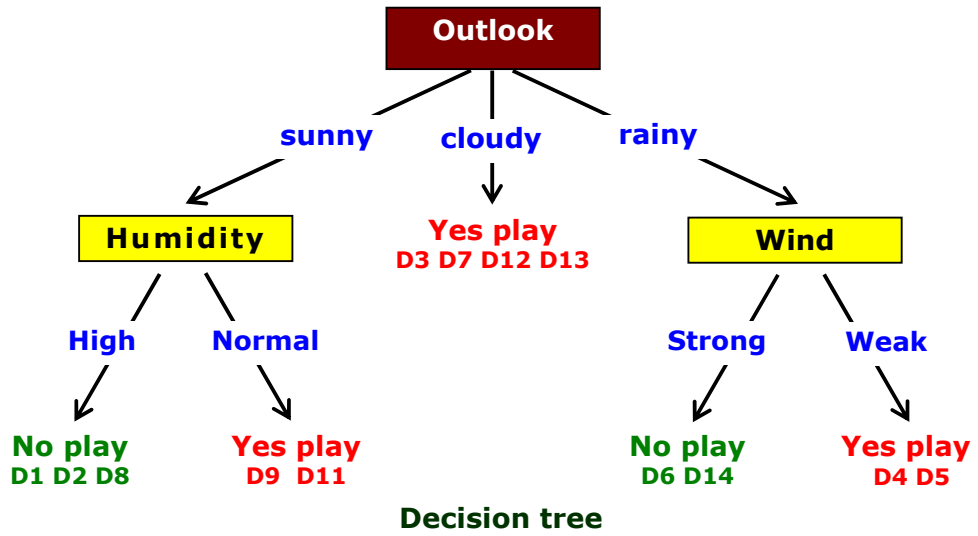 Outlook
sunny cloudy rainy
Humidity
Yes play
D3 D7 D12 D13
Wind
High Normal
Strong Weak
No play
D1 D2 D8
Yes play
D9 D11
No play
D6 D14
Yes play
D4 D5
Decision tree